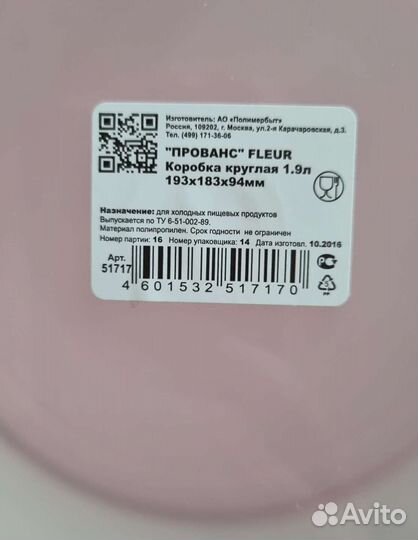 Изготовитель: АО «Полимербыт»
Россия, 109202, г. Москва, ул.2-я Карачаровская, д.3.
Тел. (499) 171-36-06
"ПРОВАНС" FLEUR
Коробка круглая 1.9л
193х183х94мм
Назначение: для холодных пищевых продуктов
Выпускается по ТУ 6-51-002-89.
Материал полипропилен. Срок годности не ограничен
Номер партии: 16 Номер упаковщика: 14 Дата изготовл. 10.2016
Арт.
51717
4 601532 517170
5
PP
Avito